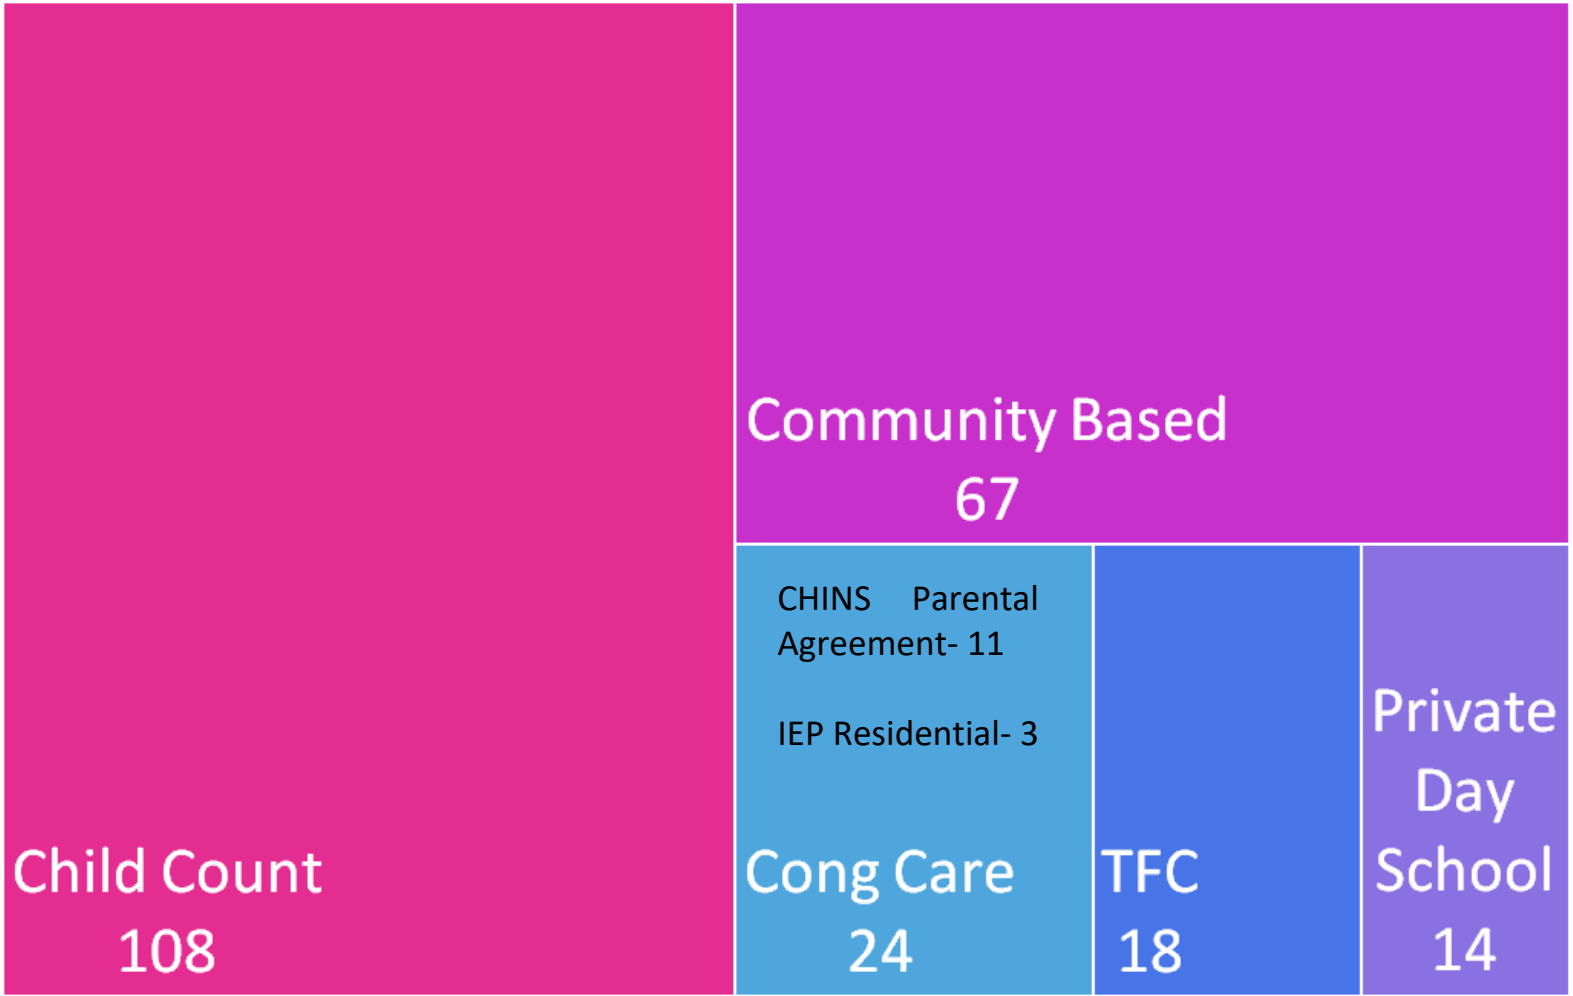 Child Count
108
Community Based
67
CHINS Parental
Agreement- 11
IEP Residential- 3
Cong Care
24
TFC
18
Private
Day
School
14